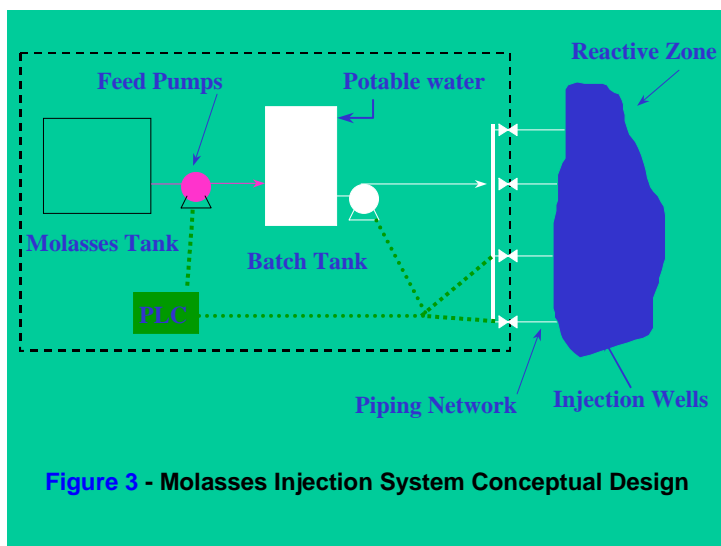 Reactive Zone
Feed Pumps
Potable water
Molasses Tank
Batch Tank
PLC
Piping Network
Injection Wells
Figure 3 - Molasses Injection System Conceptual Design